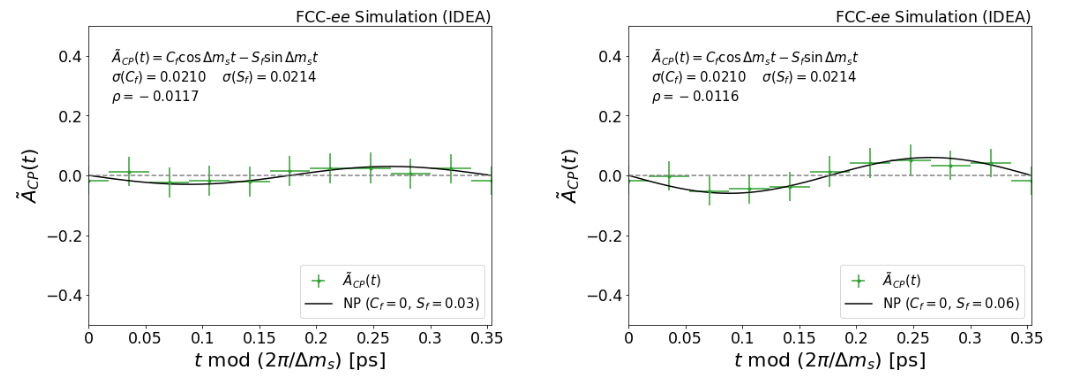 FCC-ee Simulation (IDEA)
Ã_CP(t) = C_f cos Δm_s t − S_f sin Δm_s t
σ(C_f) = 0.0210 σ(S_f) = 0.0214
ρ = −0.0117
0.4
0.2
0.0
−0.2
−0.4
Ã_CP(t)
Ã_CP(t)
NP (C_f = 0, S_f = 0.03)
0 0.05 0.1 0.15 0.2 0.25 0.3 0.35
t mod (2π/Δm_s) [ps]
FCC-ee Simulation (IDEA)
Ã_CP(t) = C_f cos Δm_s t − S_f sin Δm_s t
σ(C_f) = 0.0210 σ(S_f) = 0.0214
ρ = −0.0116
0.4
0.2
0.0
−0.2
−0.4
Ã_CP(t)
Ã_CP(t)
NP (C_f = 0, S_f = 0.06)
0 0.05 0.1 0.15 0.2 0.25 0.3 0.35
t mod (2π/Δm_s) [ps]